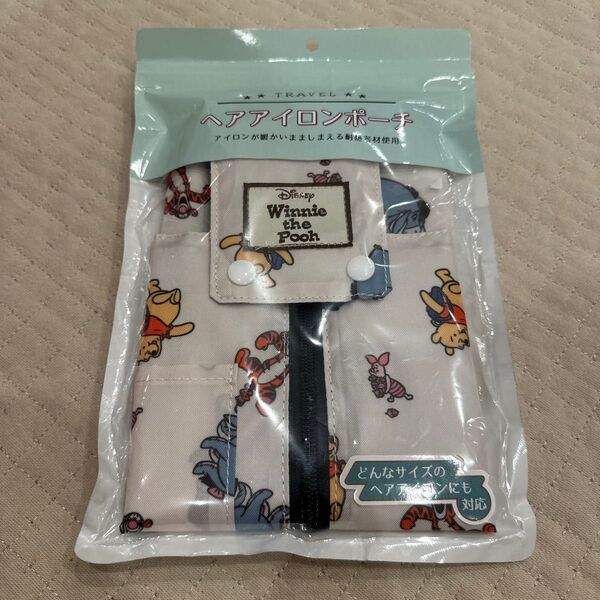 TRAVEL
ヘアアイロンポーチ
アイロンが暖かいまましまえる耐熱素材使用
Disney
Winnie
the
Pooh
どんなサイズの
ヘアアイロンにも
対応